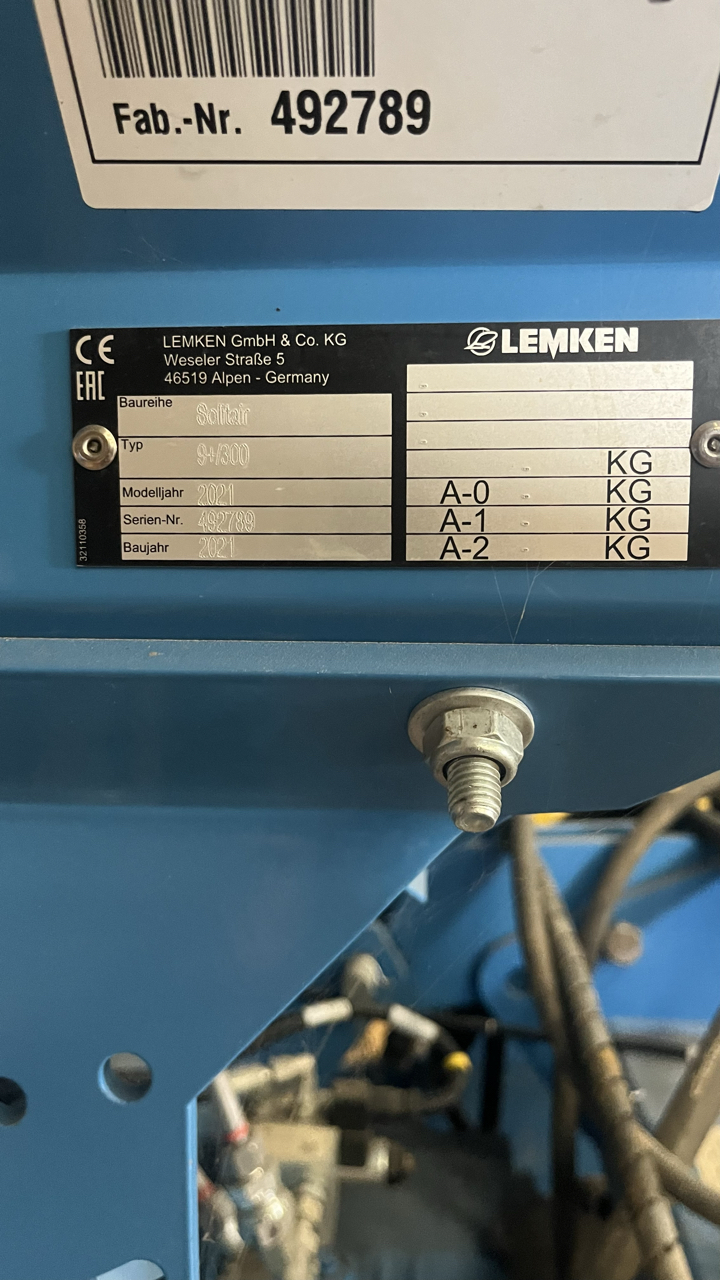 Fab.-Nr. 492789
CE
EAC
LEMKEN GmbH & Co. KG
Weseler Straße 5
46519 Alpen - Germany
Baureihe Solitair
Typ 9+/300
Modelljahr 2021
Serien-Nr. 492789
Baujahr 2021
32110358
LEMKEN
-
-
-
- KG
A-0 - KG
A-1 - KG
A-2 - KG